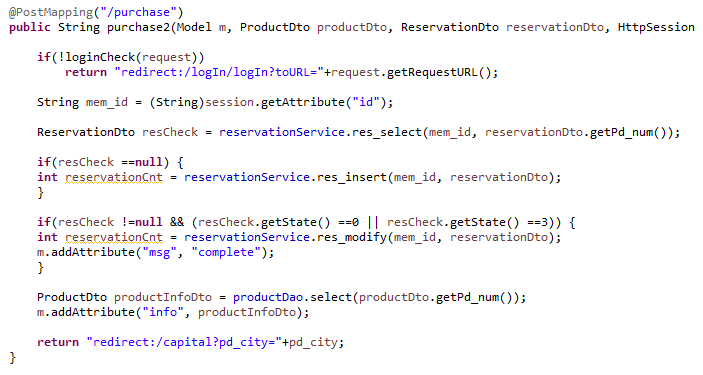 @PostMapping("/purchase")
public String purchase2(Model m, ProductDto productDto, ReservationDto reservationDto, HttpSession
if(!loginCheck(request))
return "redirect:/logIn/logIn?toURL="+request.getRequestURL();
String mem_id = (String)session.getAttribute("id");
ReservationDto resCheck = reservationService.res_select(mem_id, reservationDto.getPd_num());
if(resCheck ==null) {
int reservationCnt = reservationService.res_insert(mem_id, reservationDto);
}
if(resCheck !=null && (resCheck.getState() ==0 || resCheck.getState() ==3)) {
int reservationCnt = reservationService.res_modify(mem_id, reservationDto);
m.addAttribute("msg", "complete");
}
ProductDto productInfoDto = productDao.select(productDto.getPd_num());
m.addAttribute("info", productInfoDto);
return "redirect:/capital?pd_city="+pd_city;
}